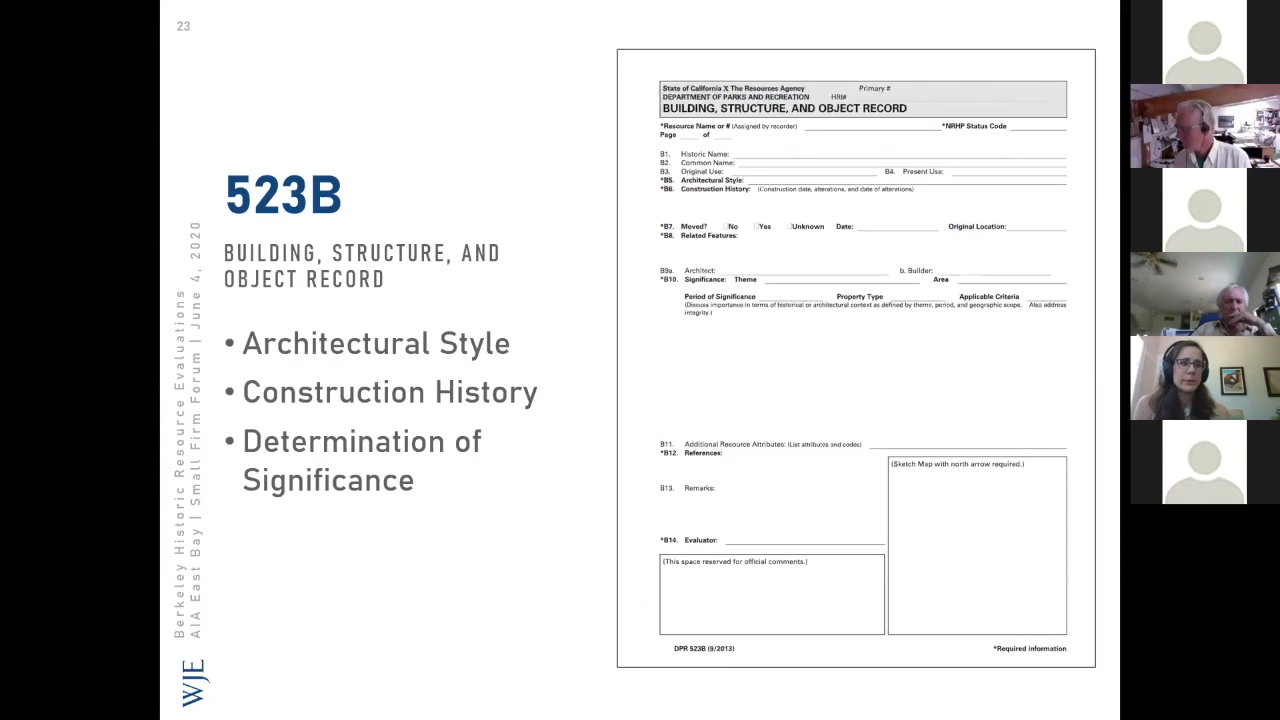 23
523B
BUILDING, STRUCTURE, AND
OBJECT RECORD
• Architectural Style
• Construction History
• Determination of
Significance
Berkeley Historic Resource Evaluations
AIA East Bay | Small Firm Forum | June 4, 2020
WJE
State of California X The Resources Agency Primary #
DEPARTMENT OF PARKS AND RECREATION HRI#
BUILDING, STRUCTURE, AND OBJECT RECORD
*Resource Name or # (Assigned by recorder) *NRHP Status Code
Page of
B1. Historic Name:
B2. Common Name:
B3. Original Use: B4. Present Use:
*B5. Architectural Style:
*B6. Construction History: (Construction date, alterations, and date of alterations)
*B7. Moved? No Yes Unknown Date: Original Location:
*B8. Related Features:
B9a. Architect: b. Builder:
*B10. Significance: Theme Area
Period of Significance Property Type Applicable Criteria
(Discuss importance in terms of historical or architectural context as defined by theme, period, and geographic scope. Also address
integrity.)
B11. Additional Resource Attributes: (List attributes and codes)
*B12. References:
(Sketch Map with north arrow required.)
B13. Remarks:
*B14. Evaluator:
(This space reserved for official comments.)
DPR 523B (9/2013) *Required information